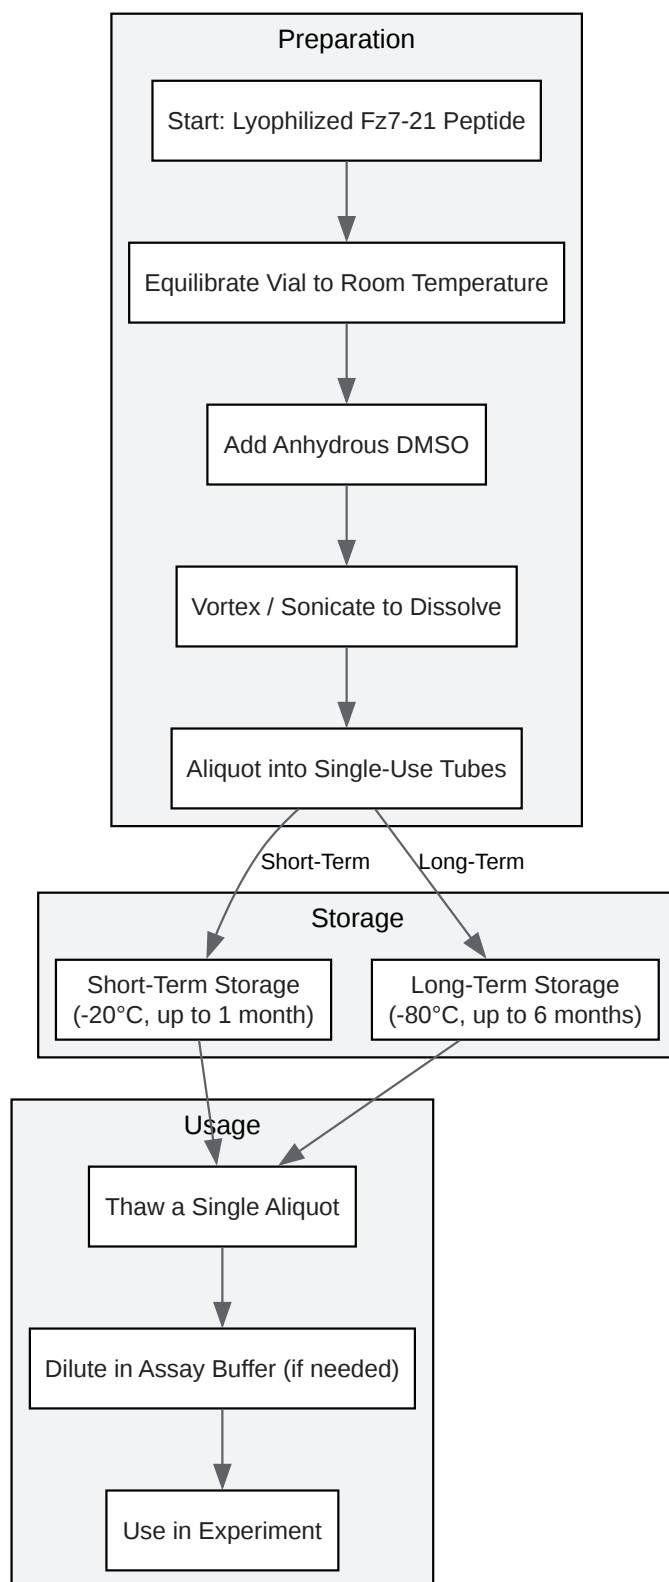 Preparation
Start: Lyophilized Fz7-21 Peptide
Equilibrate Vial to Room Temperature
Add Anhydrous DMSO
Vortex / Sonicate to Dissolve
Aliquot into Single-Use Tubes
Short-Term
Long-Term
Storage
Short-Term Storage
(-20°C, up to 1 month)
Long-Term Storage
(-80°C, up to 6 months)
Usage
Thaw a Single Aliquot
Dilute in Assay Buffer (if needed)
Use in Experiment